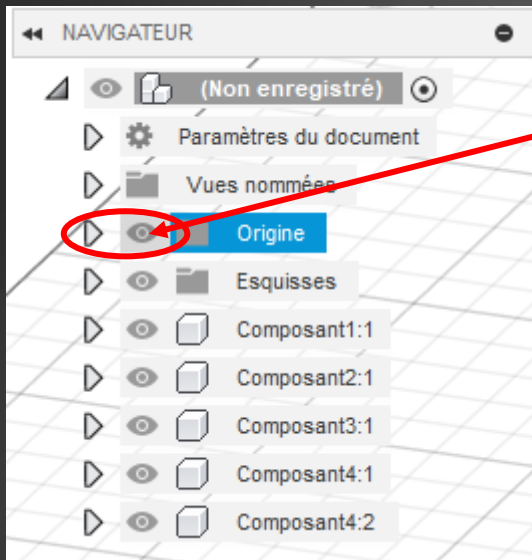 NAVIGATEUR
(Non enregistré)
Paramètres du document
Vues nommées
Origine
Esquisses
Composant1:1
Composant2:1
Composant3:1
Composant4:1
Composant4:2